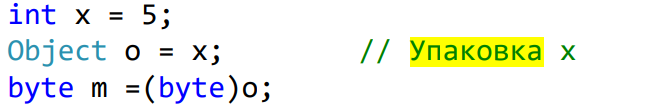 int x = 5;
Object o = x; // Упаковка x
byte m =(byte)o;